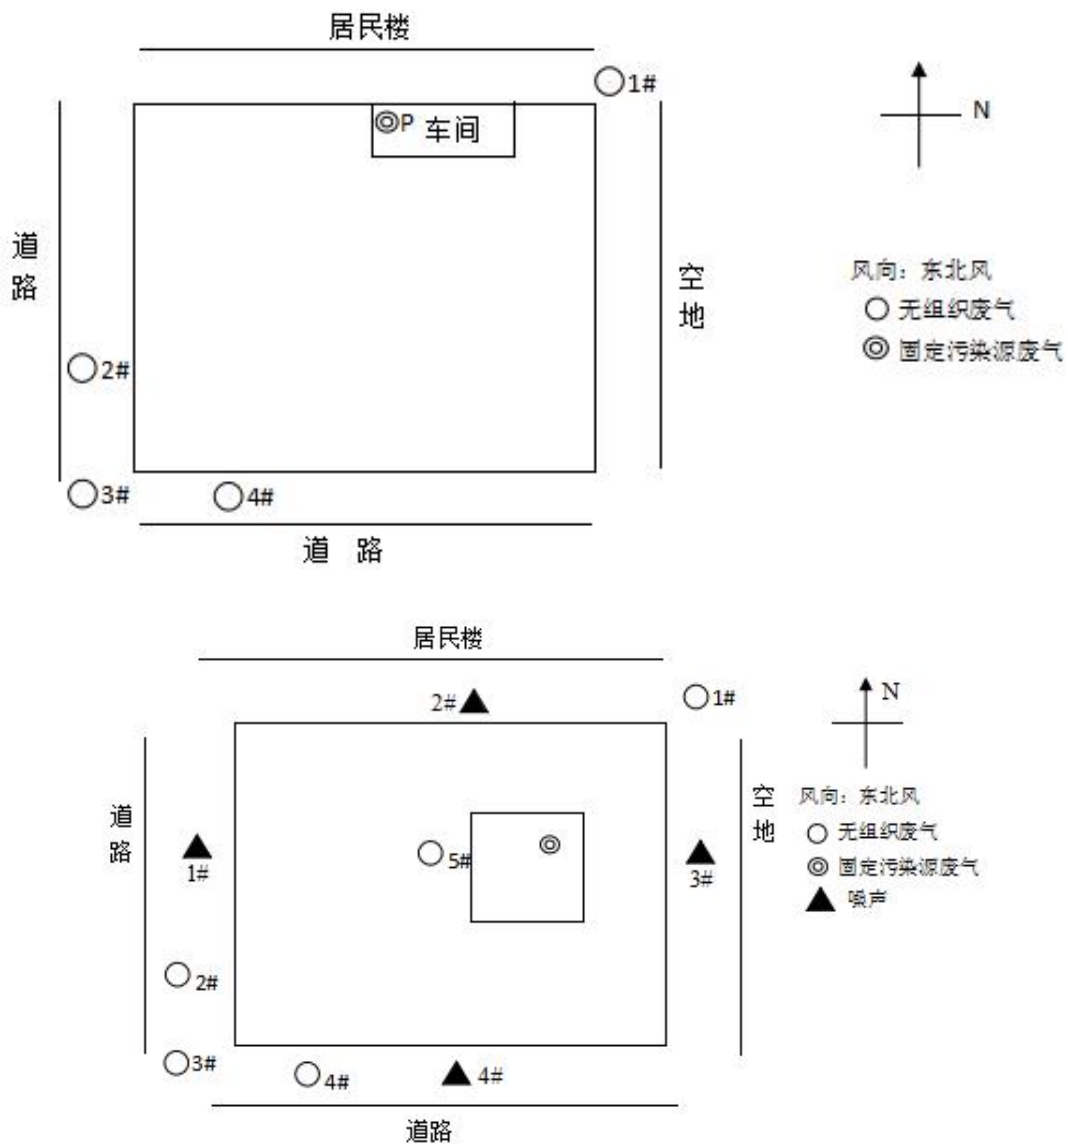 居民楼
1#
P 车间
N
道路
空地
风向：东北风
无组织废气
固定污染源废气
2#
3#
4#
道 路
居民楼
2#
1#
N
道路
空地
风向：东北风
无组织废气
固定污染源废气
噪声
1#
5#
3#
2#
3#
4#
4#
道路